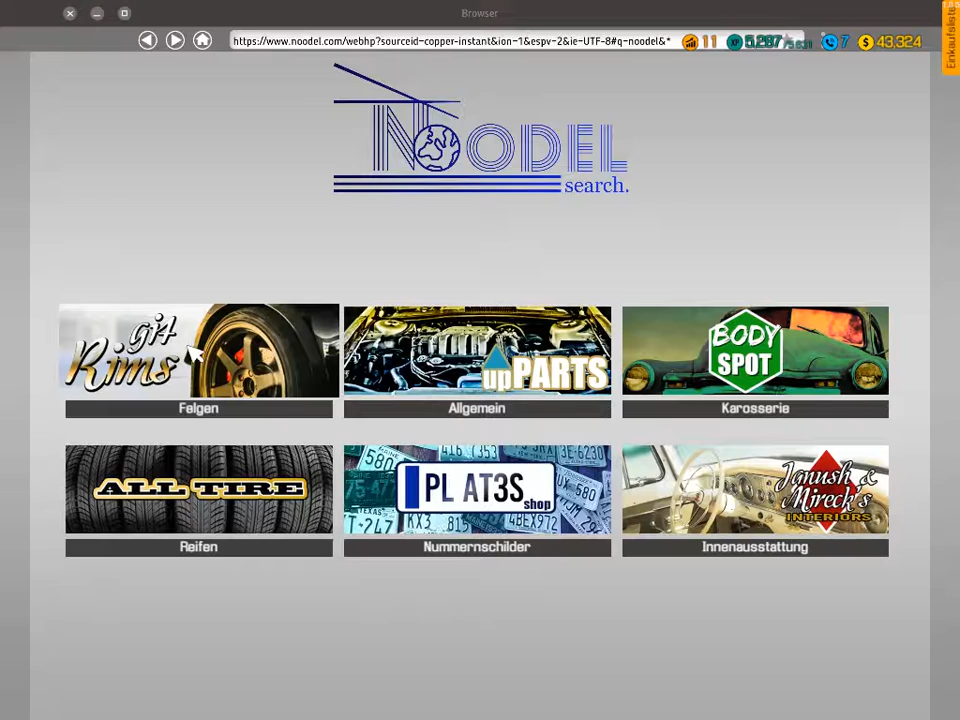 Browser
https://www.noodel.com/webhp?sourceid-copper-instant&ion-1&espv-2&ie-UTF-8#q-noodel&*
11
7
43,324
Einkaufsliste
NOODEL
search.
gi4
Rims
upPARTS
BODY
SPOT
Felgen
Allgemein
Karosserie
ALL TIRE
PL AT3S
shop
Janush &
Mireck's
INTERIORS
Reifen
Nummernschilder
Innenausstattung